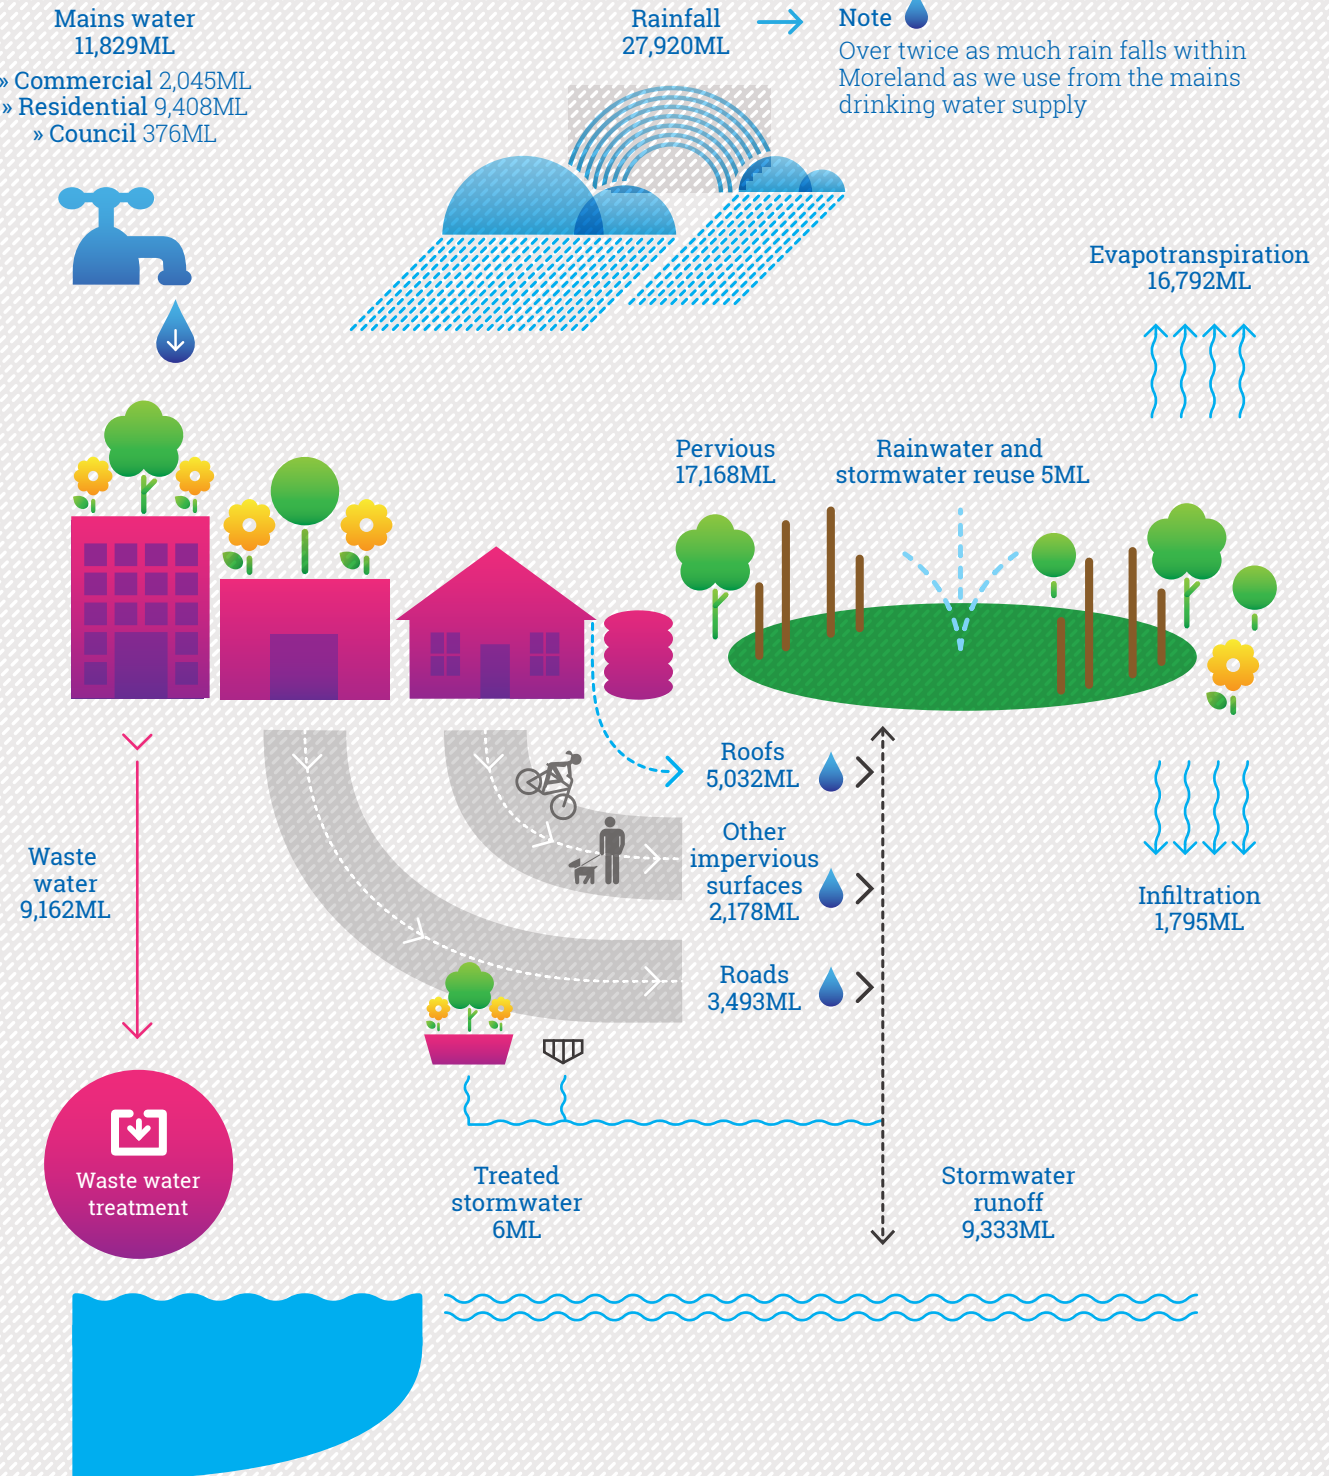 Mains water
11,829ML
» Commercial 2,045ML
» Residential 9,408ML
» Council 376ML
Rainfall
27,920ML
Note
Over twice as much rain falls within
Moreland as we use from the mains
drinking water supply
Evapotranspiration
16,792ML
Pervious
17,168ML
Rainwater and
stormwater reuse 5ML
Roofs
5,032ML
Other
impervious
surfaces
2,178ML
Roads
3,493ML
Waste
water
9,162ML
Infiltration
1,795ML
Waste water
treatment
Treated
stormwater
6ML
Stormwater
runoff
9,333ML